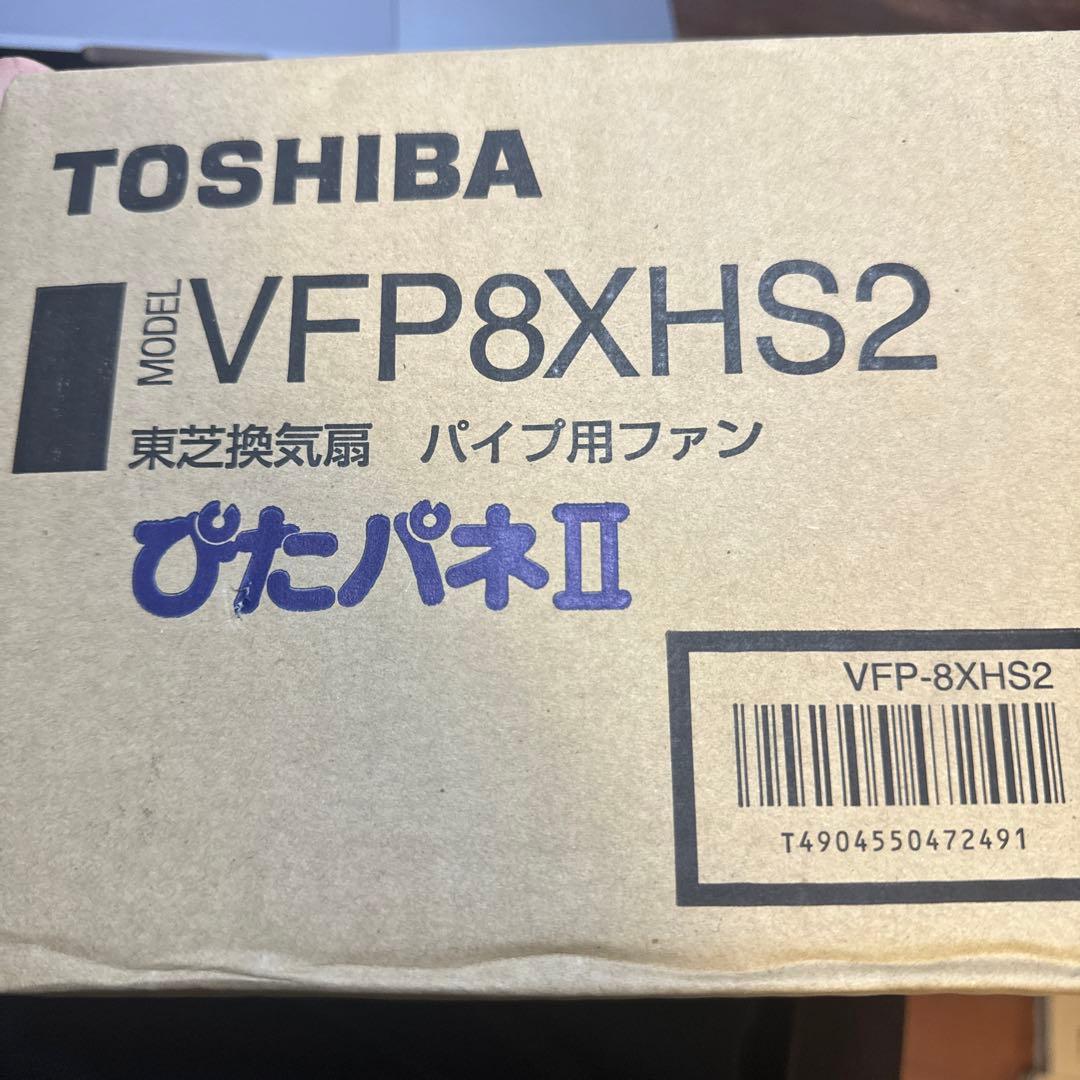 TOSHIBA
MODEL VFP8XHS2
東芝換気扇 パイプ用ファン
ぴたパネII
VFP-8XHS2
T4904550472491